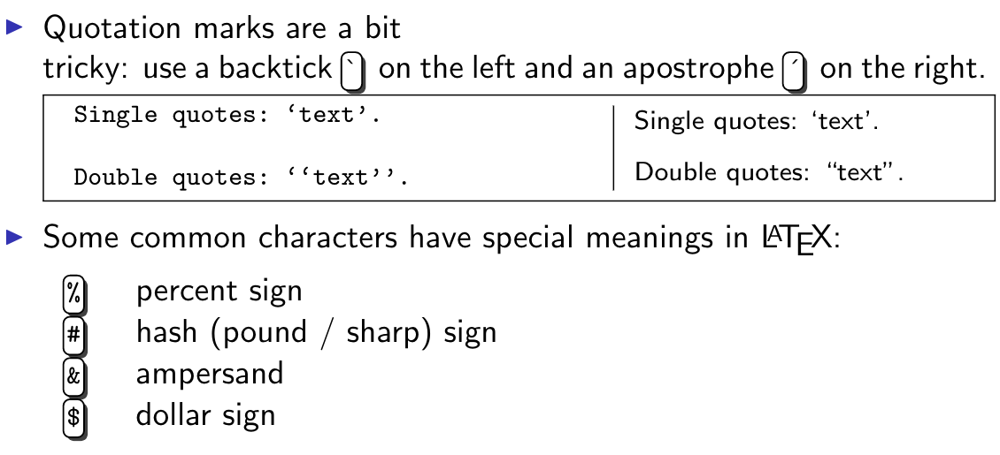 Quotation marks are a bit
tricky: use a backtick ` on the left and an apostrophe ´ on the right.
Single quotes: ‘text’.
Double quotes: ‘‘text’’.
Single quotes: ‘text’.
Double quotes: “text”.
Some common characters have special meanings in LATEX:
% percent sign
# hash (pound / sharp) sign
& ampersand
$ dollar sign